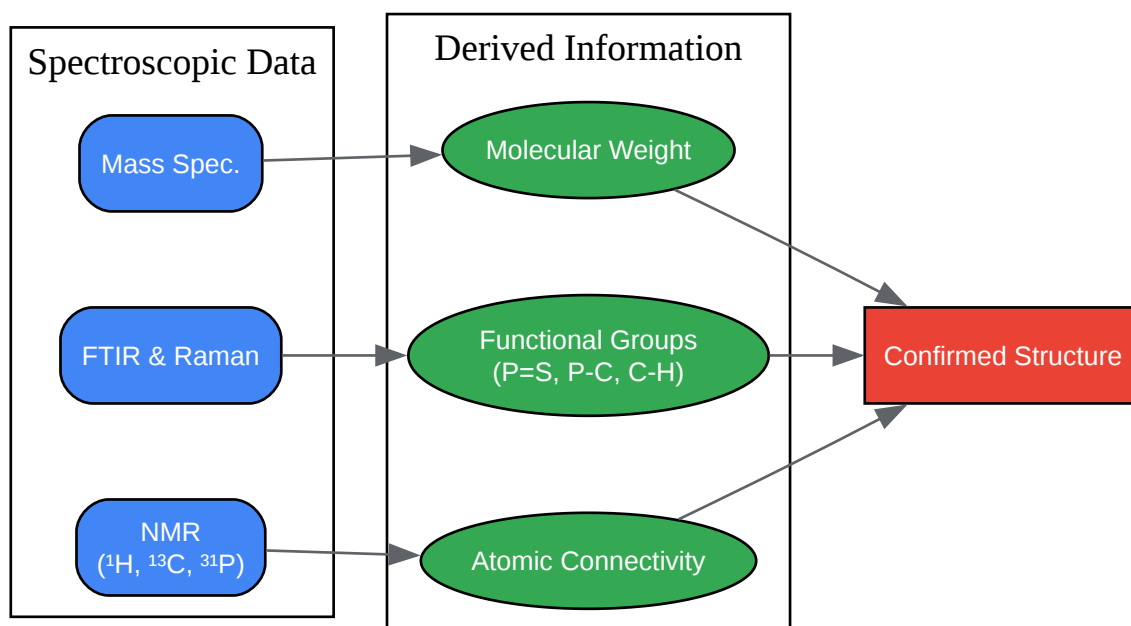 Spectroscopic Data
Mass Spec.
FTIR & Raman
NMR
(¹H, ¹³C, ³¹P)
Derived Information
Molecular Weight
Functional Groups
(P=S, P-C, C-H)
Atomic Connectivity
Confirmed Structure